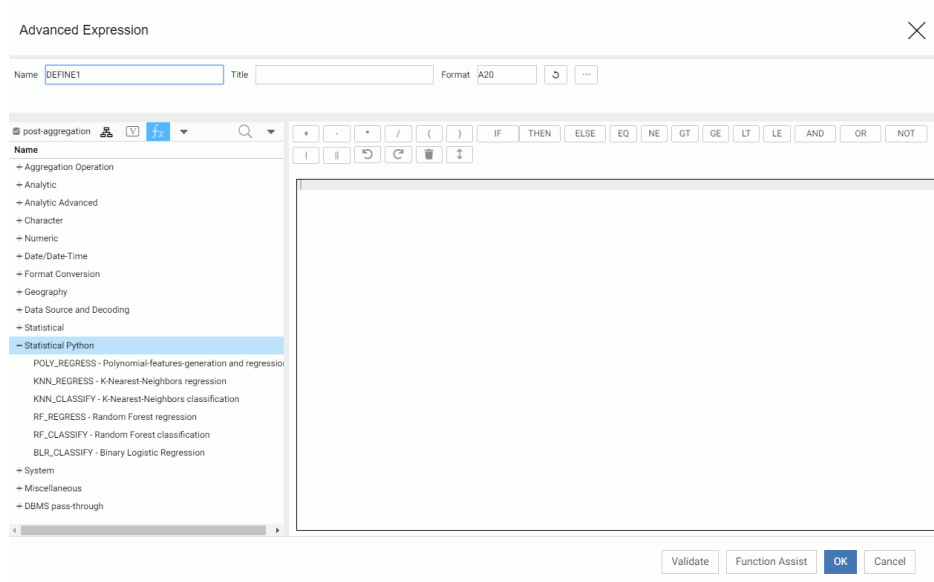 Advanced Expression
Name DEFINE1 Title Format A20 ...
post-aggregation V fx
+ - * / ( ) IF THEN ELSE EQ NE GT GE LT LE AND OR NOT
| ||
Name
+ Aggregation Operation
+ Analytic
+ Analytic Advanced
+ Character
+ Numeric
+ Date/Date-Time
+ Format Conversion
+ Geography
+ Data Source and Decoding
+ Statistical
− Statistical Python
POLY_REGRESS - Polynomial-features-generation and regression
KNN_REGRESS - K-Nearest-Neighbors regression
KNN_CLASSIFY - K-Nearest-Neighbors classification
RF_REGRESS - Random Forest regression
RF_CLASSIFY - Random Forest classification
BLR_CLASSIFY - Binary Logistic Regression
+ System
+ Miscellaneous
+ DBMS pass-through
Validate Function Assist OK Cancel